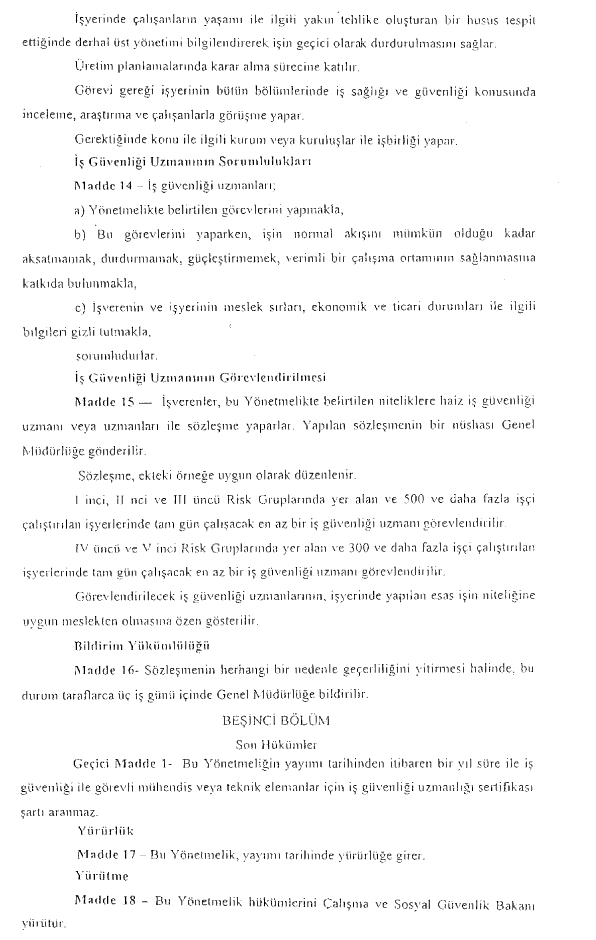 İşyerinde çalışanların yaşamı ile ilgili yakın tehlike oluşturan bir husus tespit
ettiğinde derhal üst yönetimi bilgilendirerek işin geçici olarak durdurulmasını sağlar.
Üretim planlamalarında karar alma sürecine katılır.
Görevi gereği işyerinin bütün bölümlerinde iş sağlığı ve güvenliği konusunda
inceleme, araştırma ve çalışanlarla görüşme yapar.
Gerektiğinde konu ile ilgili kurum veya kuruluşlar ile işbirliği yapar.
İş Güvenliği Uzmanının Sorumlulukları
Madde 14 – İş güvenliği uzmanları;
a) Yönetmelikte belirtilen görevlerini yapmakla,
b) Bu görevlerini yaparken, işin normal akışını mümkün olduğu kadar
aksatmamak, durdurmamak, güçleştirmemek, verimli bir çalışma ortamının sağlanmasına
katkıda bulunmakla,
c) İşverenin ve işyerinin meslek sırları, ekonomik ve ticari durumları ile ilgili
bilgileri gizli tutmakla,
sorumludurlar.
İş Güvenliği Uzmanının Görevlendirilmesi
Madde 15 — İşverenler, bu Yönetmelikte belirtilen niteliklere haiz iş güvenliği
uzmanı veya uzmanları ile sözleşme yaparlar. Yapılan sözleşmenin bir nüshası Genel
Müdürlüğe gönderilir.
Sözleşme, ekteki örneğe uygun olarak düzenlenir.
I inci, II nci ve III üncü Risk Gruplarında yer alan ve 500 ve daha fazla işçi
çalıştırılan işyerlerinde tam gün çalışacak en az bir iş güvenliği uzmanı görevlendirilir.
IV üncü ve V inci Risk Gruplarında yer alan ve 300 ve daha fazla işçi çalıştırılan
işyerlerinde tam gün çalışacak en az bir iş güvenliği uzmanı görevlendirilir.
Görevlendirilecek iş güvenliği uzmanlarının, işyerinde yapılan esas işin niteliğine
uygun meslekten olmasına özen gösterilir.
Bildirim Yükümlülüğü
Madde 16- Sözleşmenin herhangi bir nedenle geçerliliğini yitirmesi halinde, bu
durum taraflarca üç iş günü içinde Genel Müdürlüğe bildirilir.
BEŞİNCİ BÖLÜM
Son Hükümler
Geçici Madde 1- Bu Yönetmeliğin yayımı tarihinden itibaren bir yıl süre ile iş
güvenliği ile görevli mühendis veya teknik elemanlar için iş güvenliği uzmanlığı sertifikası
şartı aranmaz.
Yürürlük
Madde 17 – Bu Yönetmelik, yayımı tarihinde yürürlüğe girer.
Yürütme
Madde 18 – Bu Yönetmelik hükümlerini Çalışma ve Sosyal Güvenlik Bakanı
yürütür.